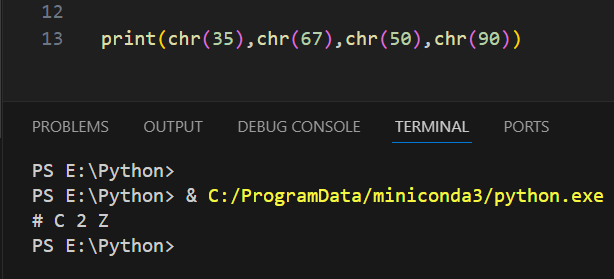 12
13 print(chr(35),chr(67),chr(50),chr(90))
PROBLEMS OUTPUT DEBUG CONSOLE TERMINAL PORTS
PS E:\Python>
PS E:\Python> & C:/ProgramData/miniconda3/python.exe
# C 2 Z
PS E:\Python>